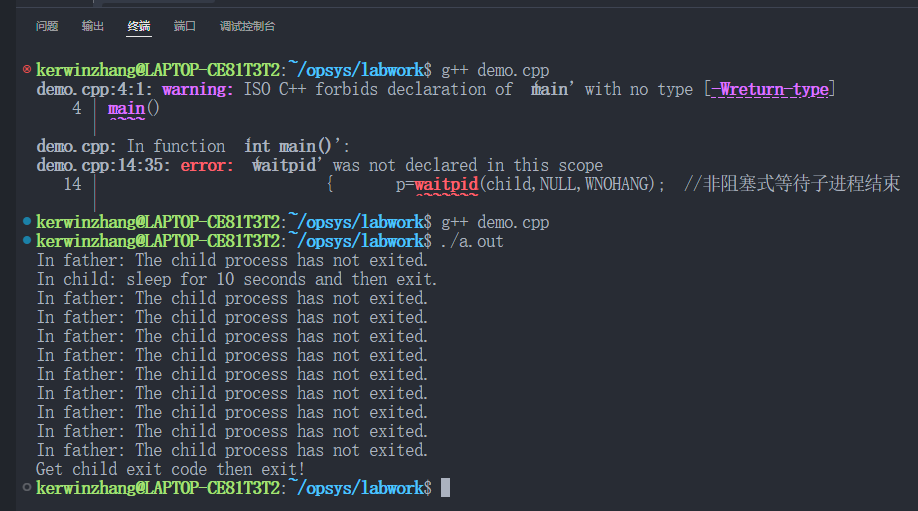 问题 输出 终端 端口 调试控制台
kerwinzhang@LAPTOP-CE81T3T2:~/opsys/labwork$ g++ demo.cpp
demo.cpp:4:1: warning: ISO C++ forbids declaration of ‘main’ with no type [-Wreturn-type]
4 | main()
|
demo.cpp: In function ‘int main()’:
demo.cpp:14:35: error: ‘waitpid’ was not declared in this scope
14 | { p=waitpid(child,NULL,WNOHANG); //非阻塞式等待子进程结束
|
kerwinzhang@LAPTOP-CE81T3T2:~/opsys/labwork$ g++ demo.cpp
kerwinzhang@LAPTOP-CE81T3T2:~/opsys/labwork$ ./a.out
In father: The child process has not exited.
In child: sleep for 10 seconds and then exit.
In father: The child process has not exited.
In father: The child process has not exited.
In father: The child process has not exited.
In father: The child process has not exited.
In father: The child process has not exited.
In father: The child process has not exited.
In father: The child process has not exited.
In father: The child process has not exited.
In father: The child process has not exited.
Get child exit code then exit!
kerwinzhang@LAPTOP-CE81T3T2:~/opsys/labwork$